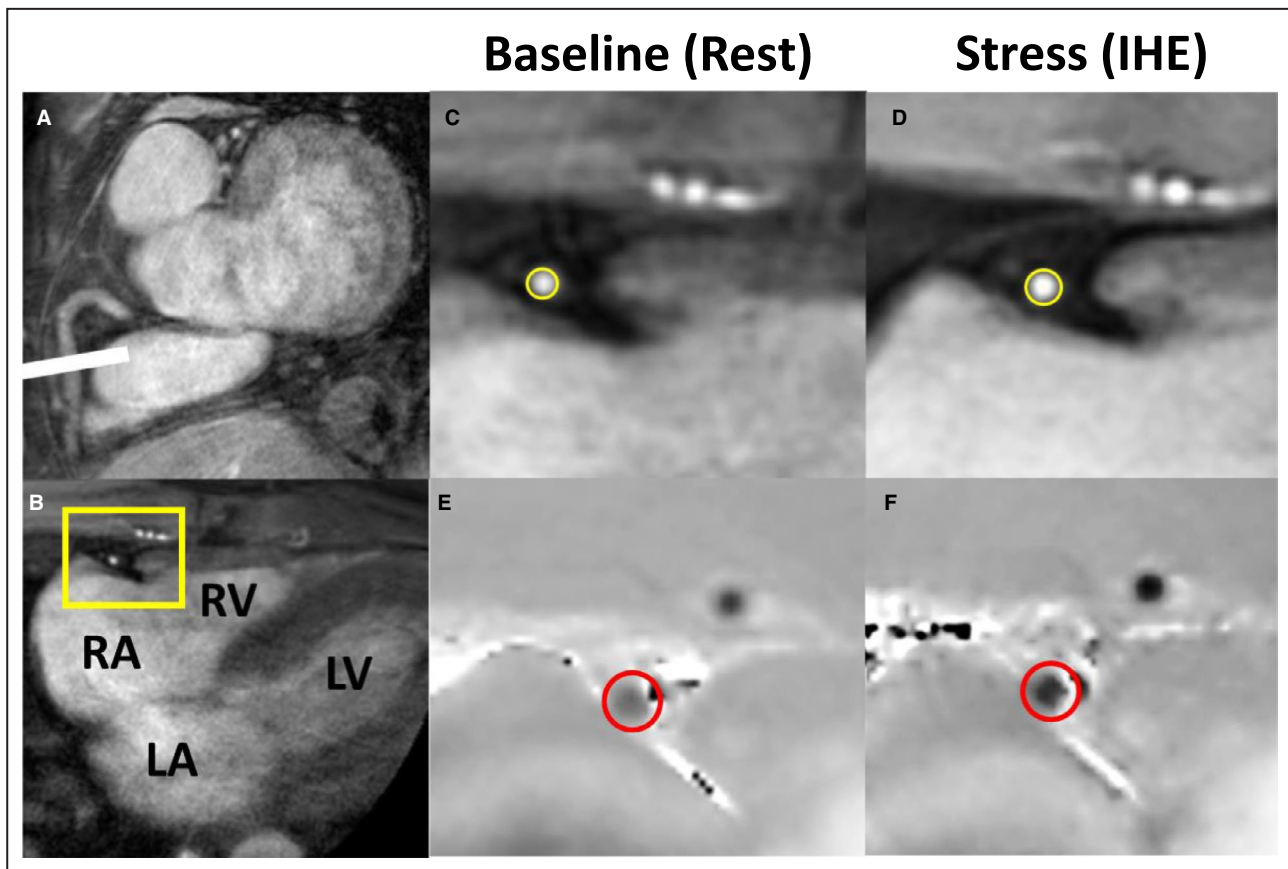 Baseline (Rest)
Stress (IHE)
A
C
D
B
RV
RA
LV
LA
E
F